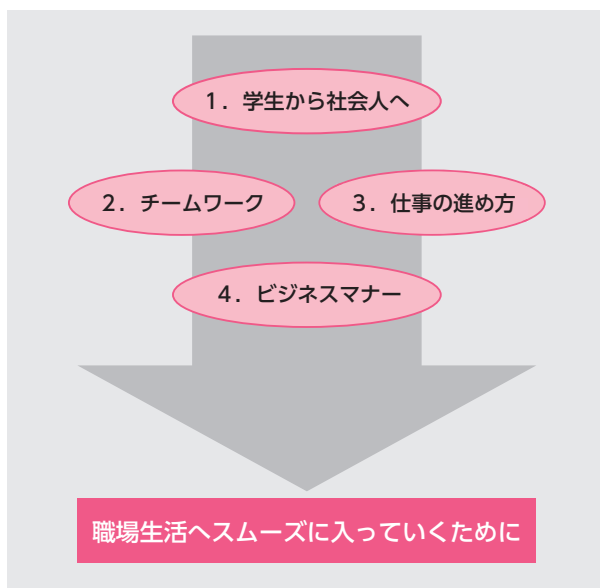 1．学生から社会人へ
2．チームワーク
3．仕事の進め方
4．ビジネスマナー
職場生活へスムーズに入っていくために